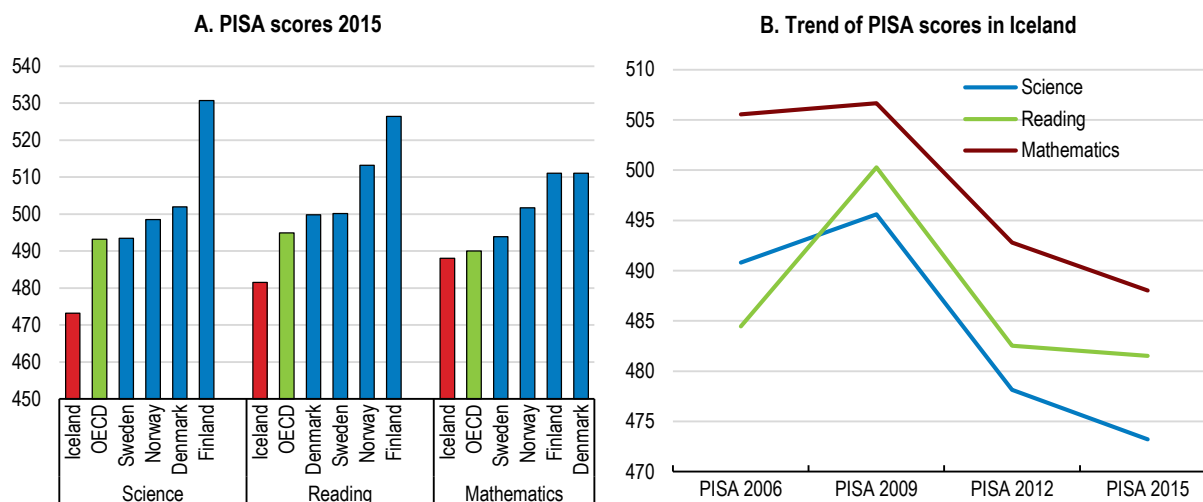 A. PISA scores 2015
540
530
520
510
500
490
480
470
460
450
Iceland
OECD
Sweden
Norway
Denmark
Finland
Iceland
OECD
Denmark
Sweden
Norway
Finland
Iceland
OECD
Sweden
Norway
Finland
Denmark
Science
Reading
Mathematics
B. Trend of PISA scores in Iceland
510
505
500
495
490
485
480
475
470
Science
Reading
Mathematics
PISA 2006
PISA 2009
PISA 2012
PISA 2015